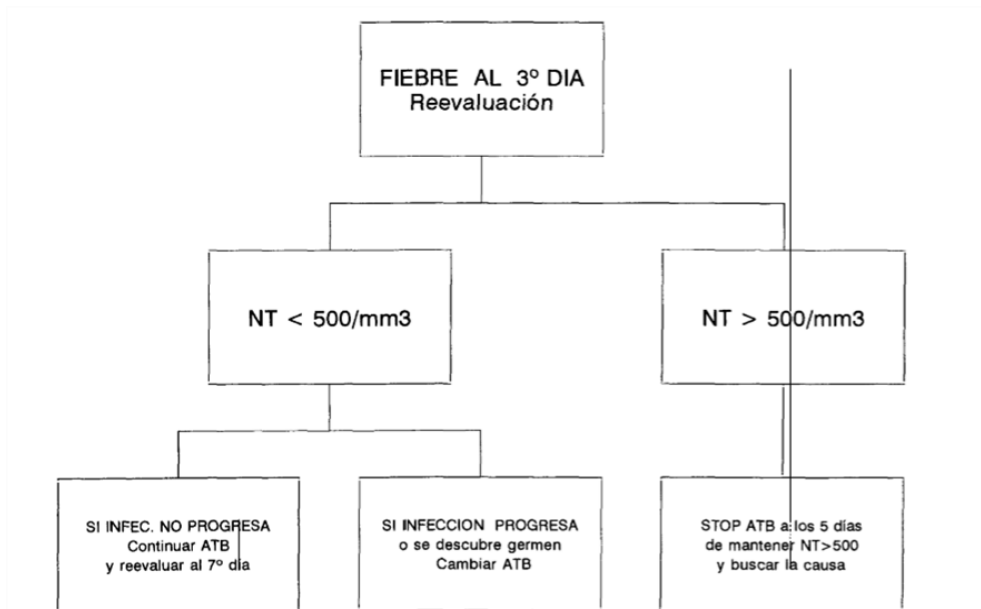 FIEBRE AL 3º DIA
Reevaluación
NT < 500/mm3
NT > 500/mm3
SI INFEC. NO PROGRESA
Continuar ATB
y reevaluar al 7º día
SI INFECCION PROGRESA
o se descubre germen
Cambiar ATB
STOP ATB a los 5 días
de mantener NT>500
y buscar la causa